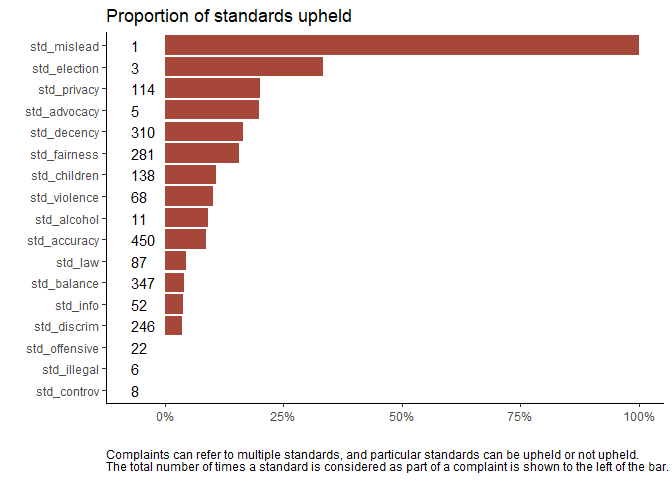 Proportion of standards upheld
std_mislead 1
std_election 3
std_privacy 114
std_advocacy 5
std_decency 310
std_fairness 281
std_children 138
std_violence 68
std_alcohol 11
std_accuracy 450
std_law 87
std_balance 347
std_info 52
std_discrim 246
std_offensive 22
std_illegal 6
std_controv 8
0% 25% 50% 75% 100%
Complaints can refer to multiple standards, and particular standards can be upheld or not upheld.
The total number of times a standard is considered as part of a complaint is shown to the left of the bar.